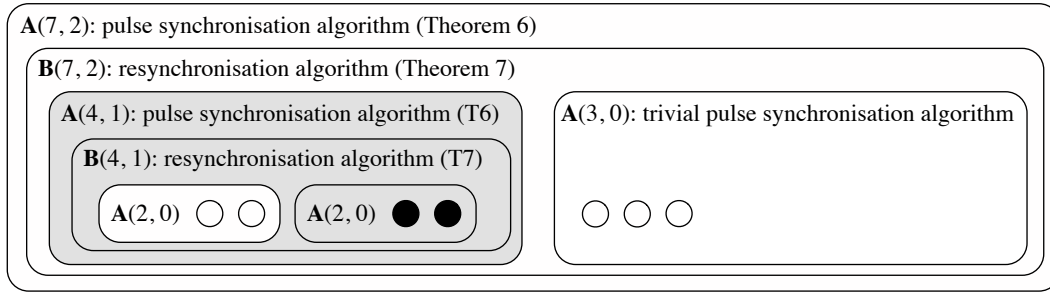 A(7, 2): pulse synchronisation algorithm (Theorem 6)
B(7, 2): resynchronisation algorithm (Theorem 7)
A(4, 1): pulse synchronisation algorithm (T6)
A(3, 0): trivial pulse synchronisation algorithm
B(4, 1): resynchronisation algorithm (T7)
A(2, 0)
A(2, 0)